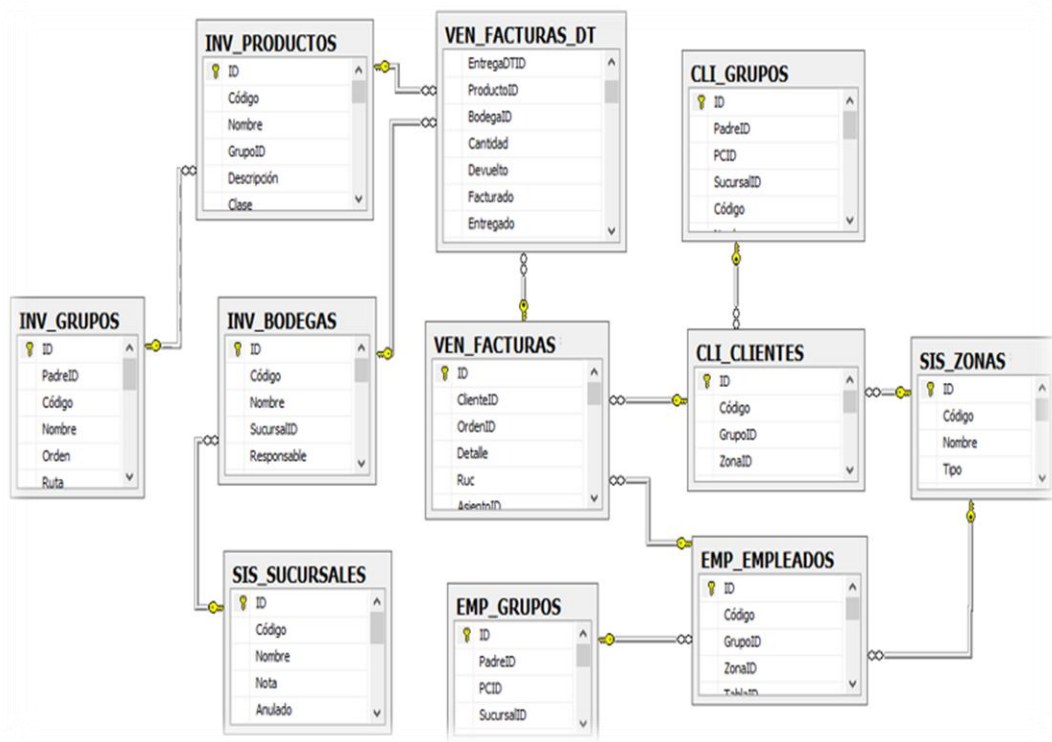 INV_PRODUCTOS
ID
Código
Nombre
GrupoID
Descripción
Clase
VEN_FACTURAS_DT
EntregaDTID
ProductoID
BodegaID
Cantidad
Devuelto
Facturado
Entregado
CLI_GRUPOS
ID
PadreID
PCID
SucursalID
Código
INV_GRUPOS
ID
PadreID
Código
Nombre
Orden
Ruta
INV_BODEGAS
ID
Código
Nombre
SucursalID
Responsable
VEN_FACTURAS
ID
ClienteID
OrdenID
Detalle
Ruc
AsientoID
CLI_CLIENTES
ID
Código
GrupoID
ZonaID
SIS_ZONAS
ID
Código
Nombre
Tipo
SIS_SUCURSALES
ID
Código
Nombre
Nota
Anulado
EMP_GRUPOS
ID
PadreID
PCID
SucursalID
EMP_EMPLEADOS
ID
Código
GrupoID
ZonaID
TablaID